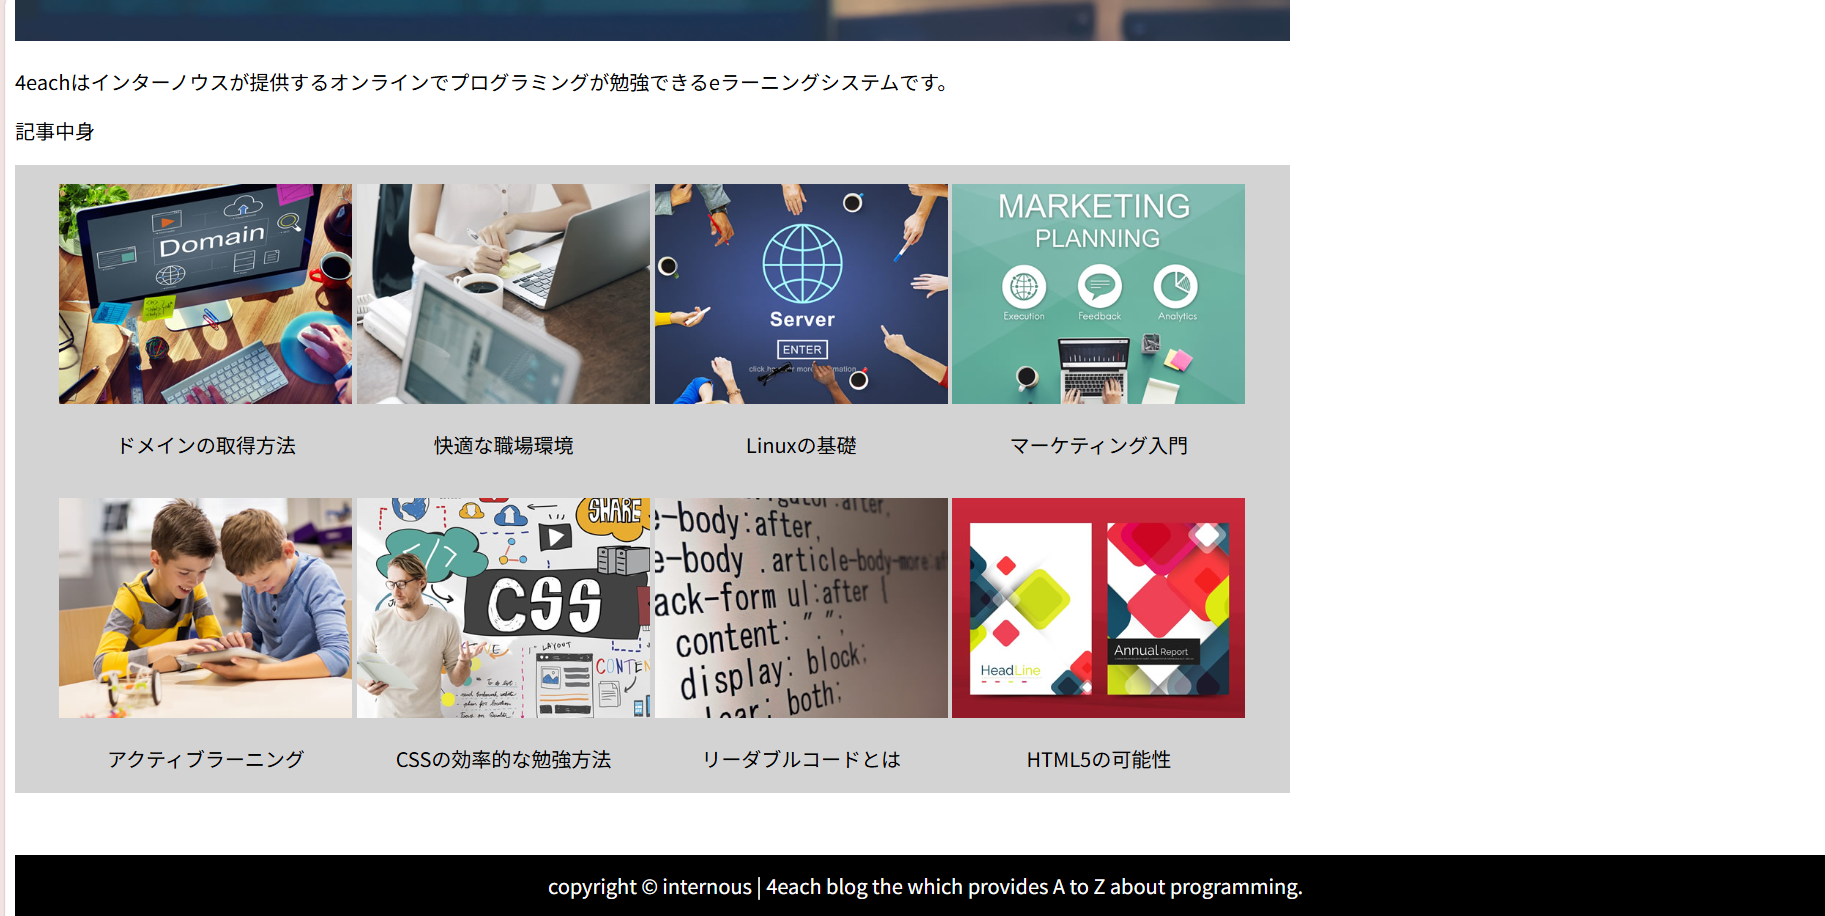 4eachはインターノウスが提供するオンラインでプログラミングが勉強できるeラーニングシステムです。
記事中身
Domain
Server
ENTER
MARKETING
PLANNING
Execution Feedback Analytics
ドメインの取得方法 快適な職場環境 Linuxの基礎 マーケティング入門
SHARE
</>
CSS
LAYOUT
e-body:after,
e-body .article-body-more:af
ack-form ul:after {
content: ".";
display: block;
both;
HeadLine
Annual Report
アクティブラーニング CSSの効率的な勉強方法 リーダブルコードとは HTML5の可能性
copyright © internous | 4each blog the which provides A to Z about programming.